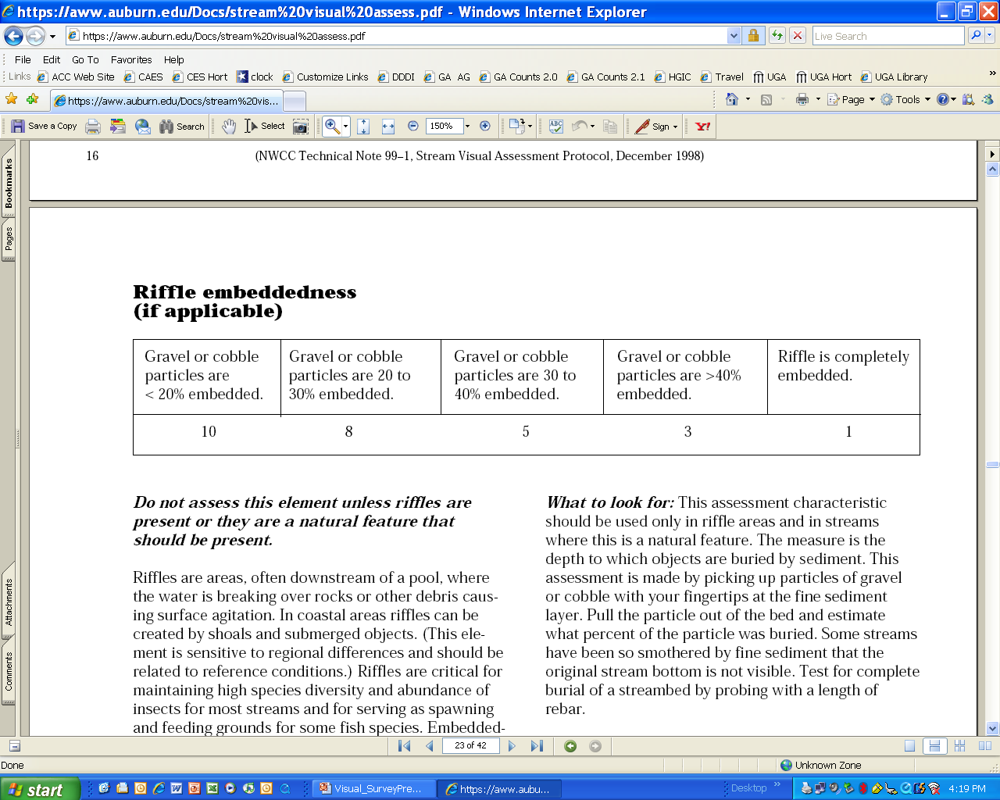 https://aww.auburn.edu/Docs/stream%20visual%20assess.pdf - Windows Internet Explorer
https://aww.auburn.edu/Docs/stream%20visual%20assess.pdf
Live Search
File Edit Go To Favorites Help
Links ACC Web Site CAES CES Hort clock Customize Links DDDI GA AG GA Counts 2.0 GA Counts 2.1 HGIC Travel UGA UGA Hort UGA Library »
https://aww.auburn.edu/Docs/stream%20vis...
Page Tools
Save a Copy Search Select 150% Sign Y!
Bookmarks
Pages
Attachments
Comments
16 (NWCC Technical Note 99–1, Stream Visual Assessment Protocol, December 1998)
Riffle embeddedness
(if applicable)
Gravel or cobble
particles are
< 20% embedded.
Gravel or cobble
particles are 20 to
30% embedded.
Gravel or cobble
particles are 30 to
40% embedded.
Gravel or cobble
particles are >40%
embedded.
Riffle is completely
embedded.
10 8 5 3 1
Do not assess this element unless riffles are
present or they are a natural feature that
should be present.
Riffles are areas, often downstream of a pool, where
the water is breaking over rocks or other debris caus-
ing surface agitation. In coastal areas riffles can be
created by shoals and submerged objects. (This ele-
ment is sensitive to regional differences and should be
related to reference conditions.) Riffles are critical for
maintaining high species diversity and abundance of
insects for most streams and for serving as spawning
and feeding grounds for some fish species. Embedded-
What to look for: This assessment characteristic
should be used only in riffle areas and in streams
where this is a natural feature. The measure is the
depth to which objects are buried by sediment. This
assessment is made by picking up particles of gravel
or cobble with your fingertips at the fine sediment
layer. Pull the particle out of the bed and estimate
what percent of the particle was buried. Some streams
have been so smothered by fine sediment that the
original stream bottom is not visible. Test for complete
burial of a streambed by probing with a length of
rebar.
23 of 42
Done
Unknown Zone
start
Visual_SurveyPre...
https://aww.aubu...
Desktop »
4:19 PM